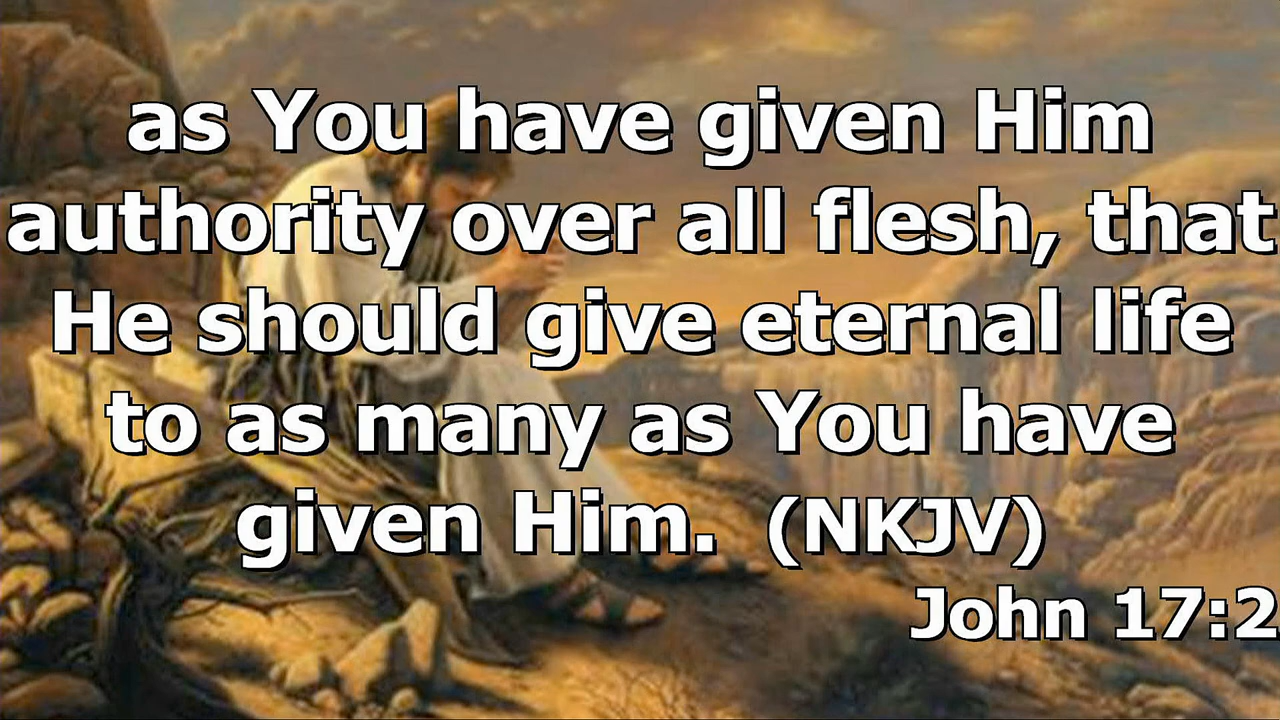 as You have given Him
authority over all flesh, that
He should give eternal life
to as many as You have
given Him. (NKJV)
John 17:2